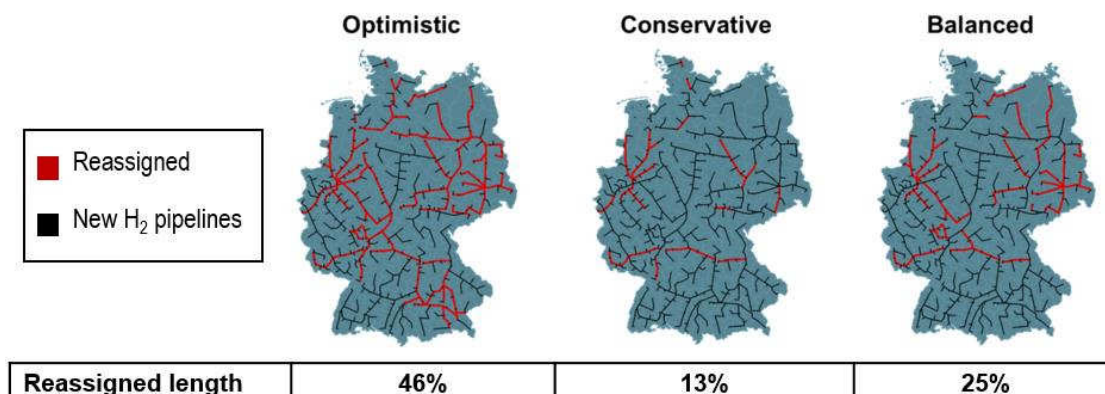 Optimistic Conservative Balanced
Reassigned
New H₂ pipelines
Reassigned length 46% 13% 25%